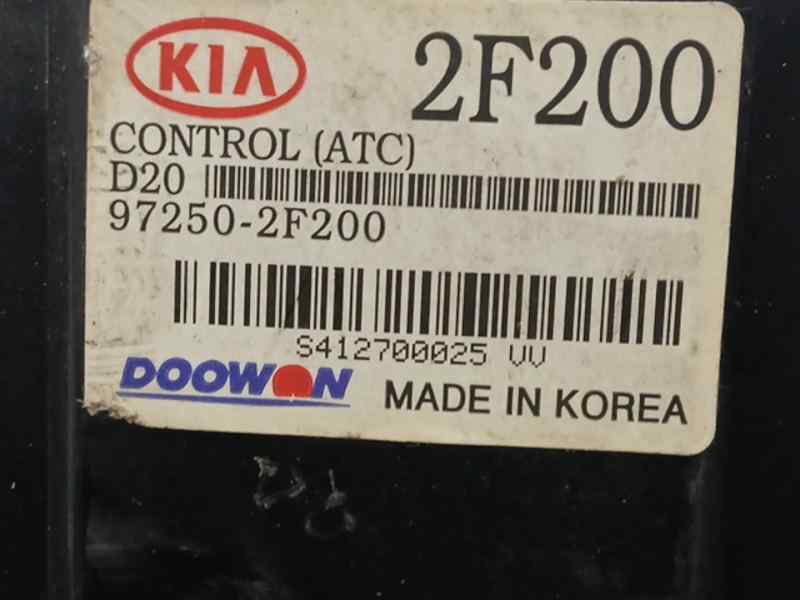 KIA
2F200
CONTROL (ATC)
D20
97250-2F200
S412700025 VV
DOOWON
MADE IN KOREA